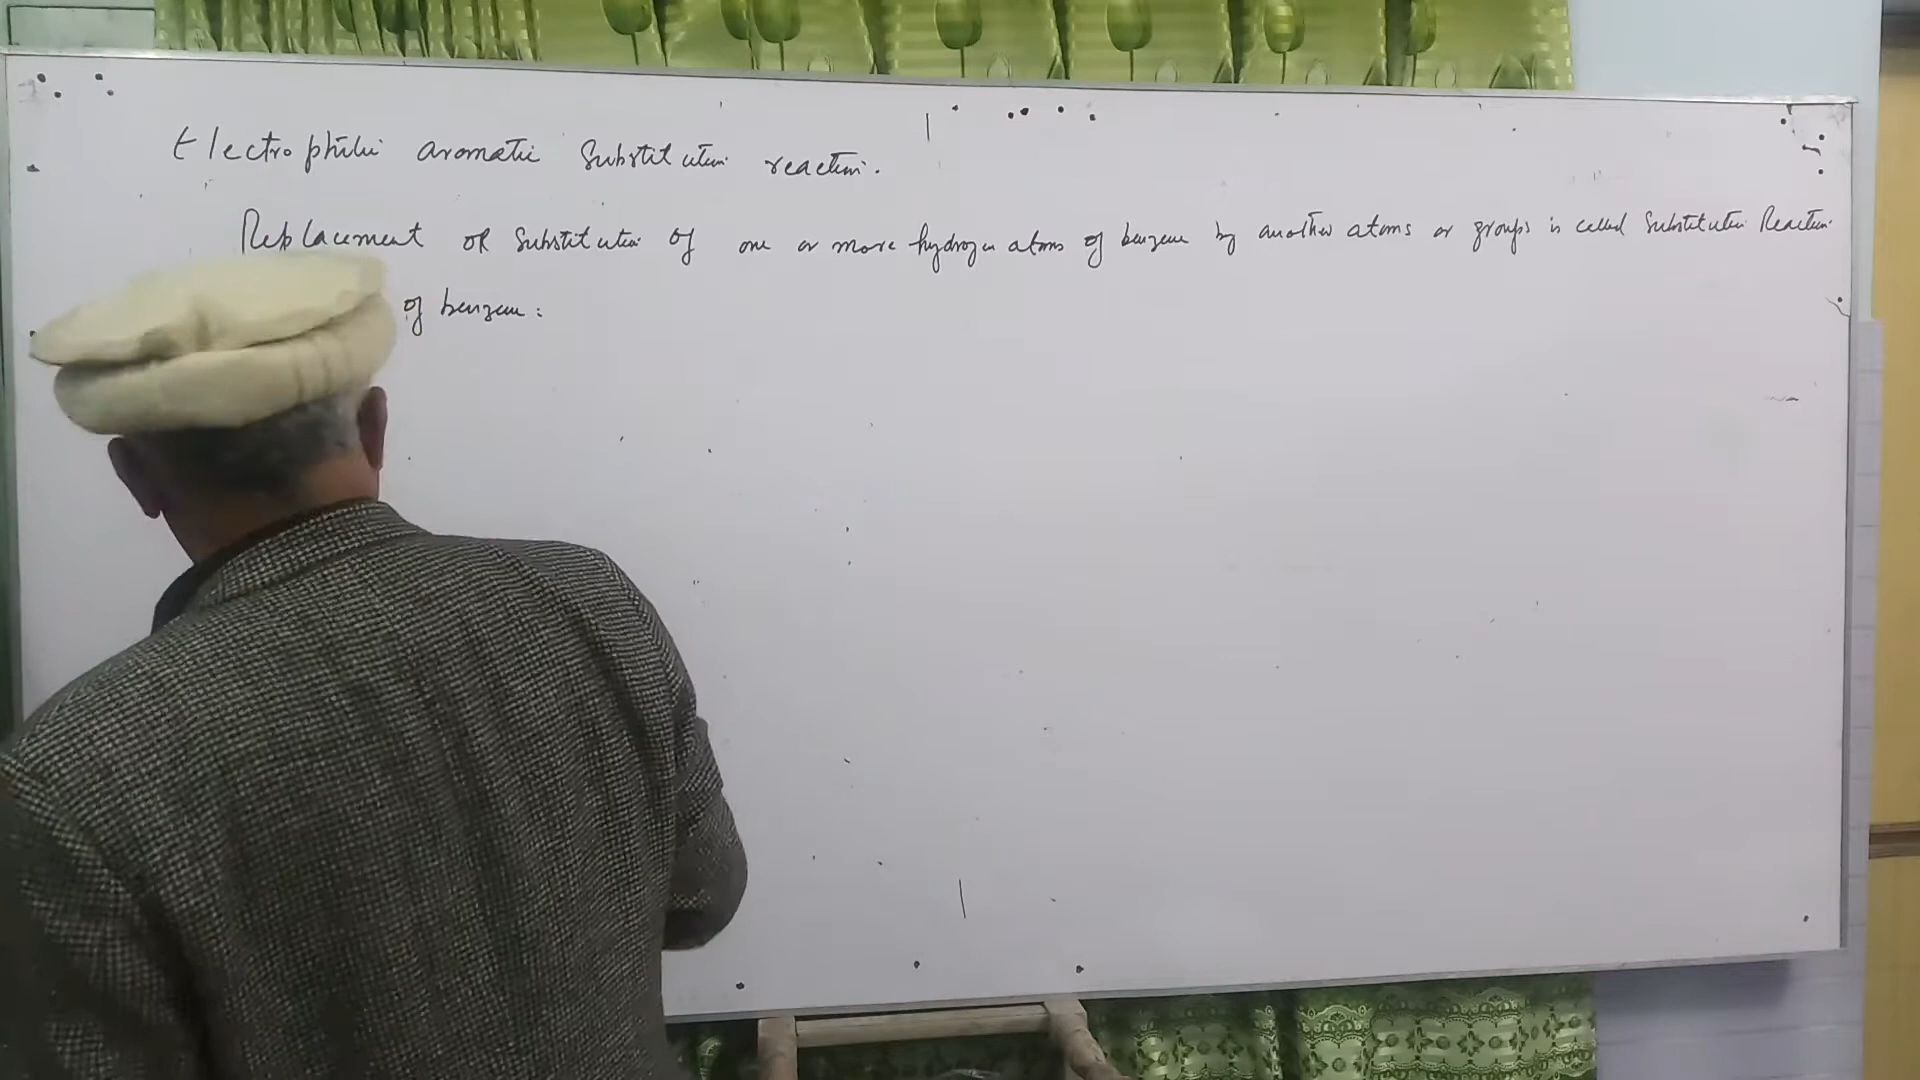 Electrophilic aromatic Substitution reaction.
Replacement OR Substitution of one or more hydrogen atoms of benzene by another atoms or groups is called Substitution Reaction
of benzene :